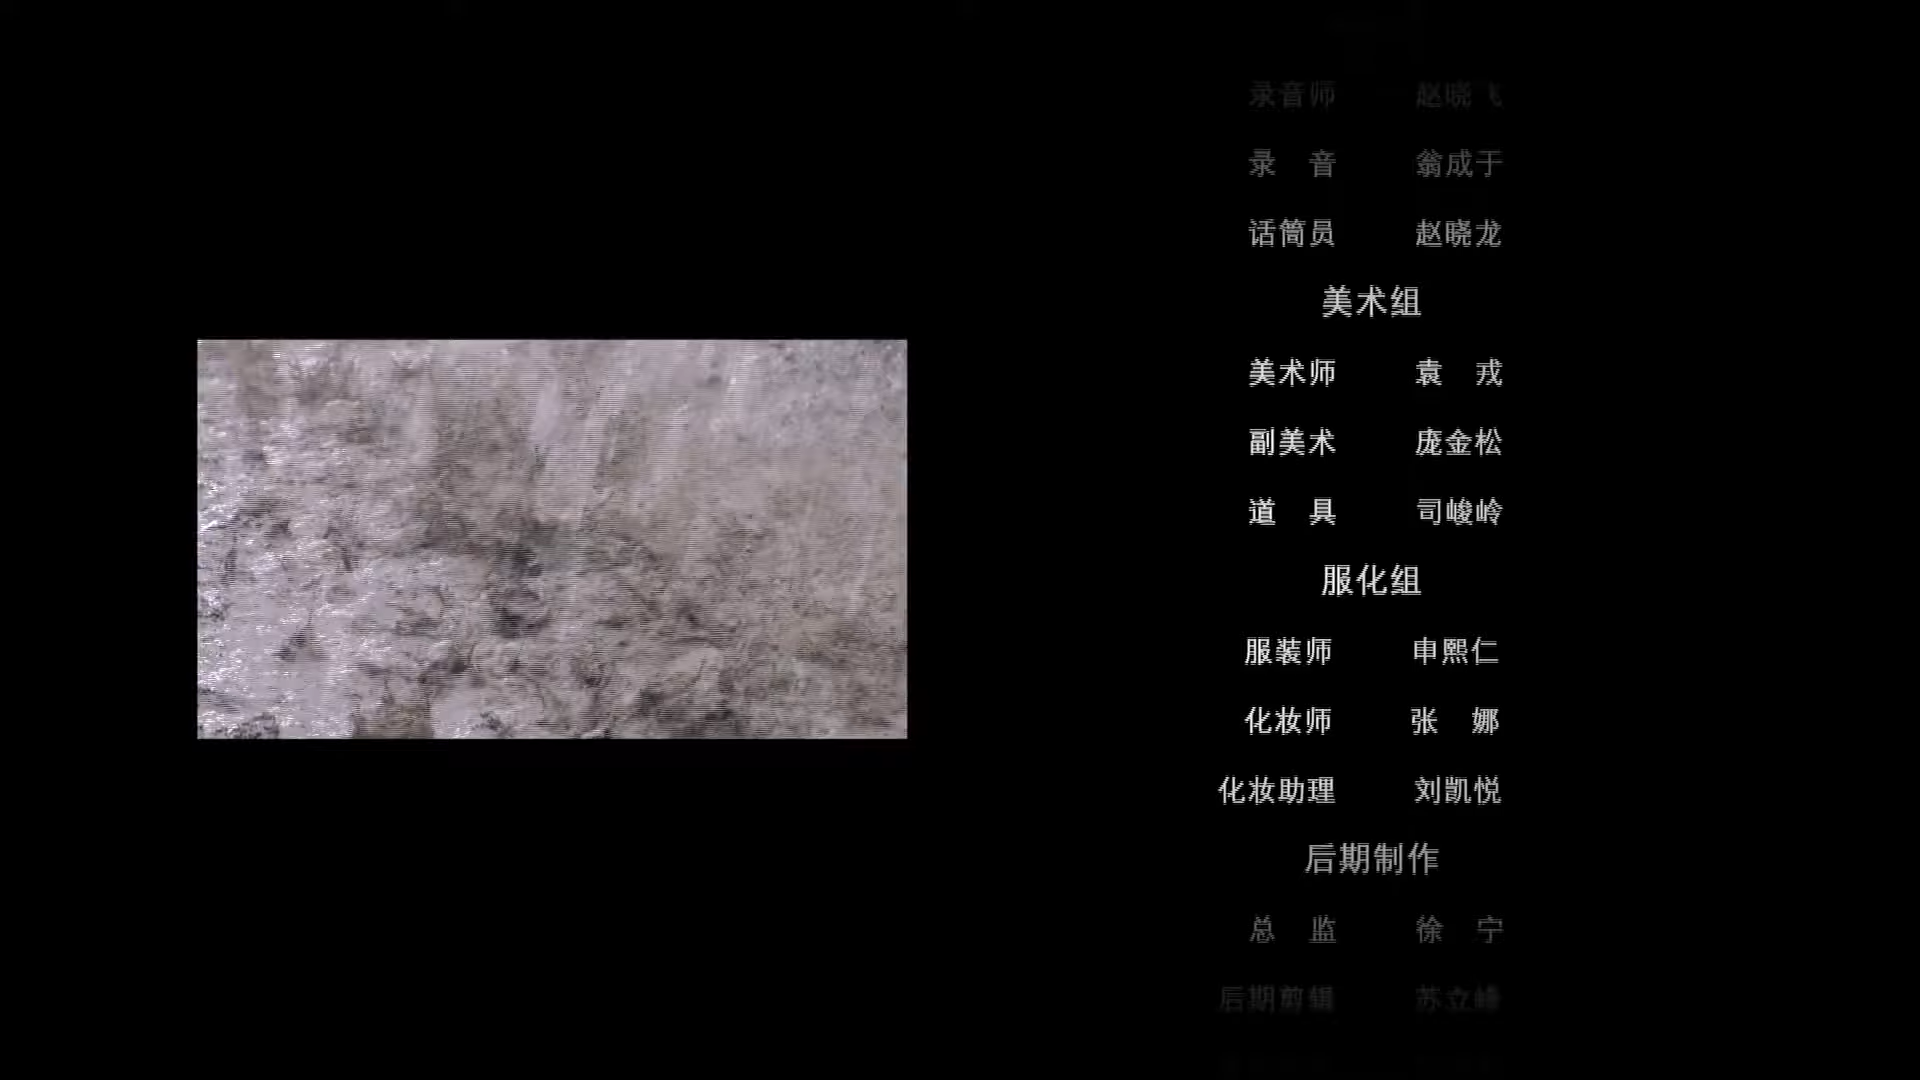 录音师 赵晓飞
录 音 翁成于
话筒员 赵晓龙
美术组
美术师 袁 戎
副美术 庞金松
道 具 司峻岭
服化组
服装师 申熙仁
化妆师 张 娜
化妆助理 刘凯悦
后期制作
总 监 徐 宁
后期剪辑 苏立峰